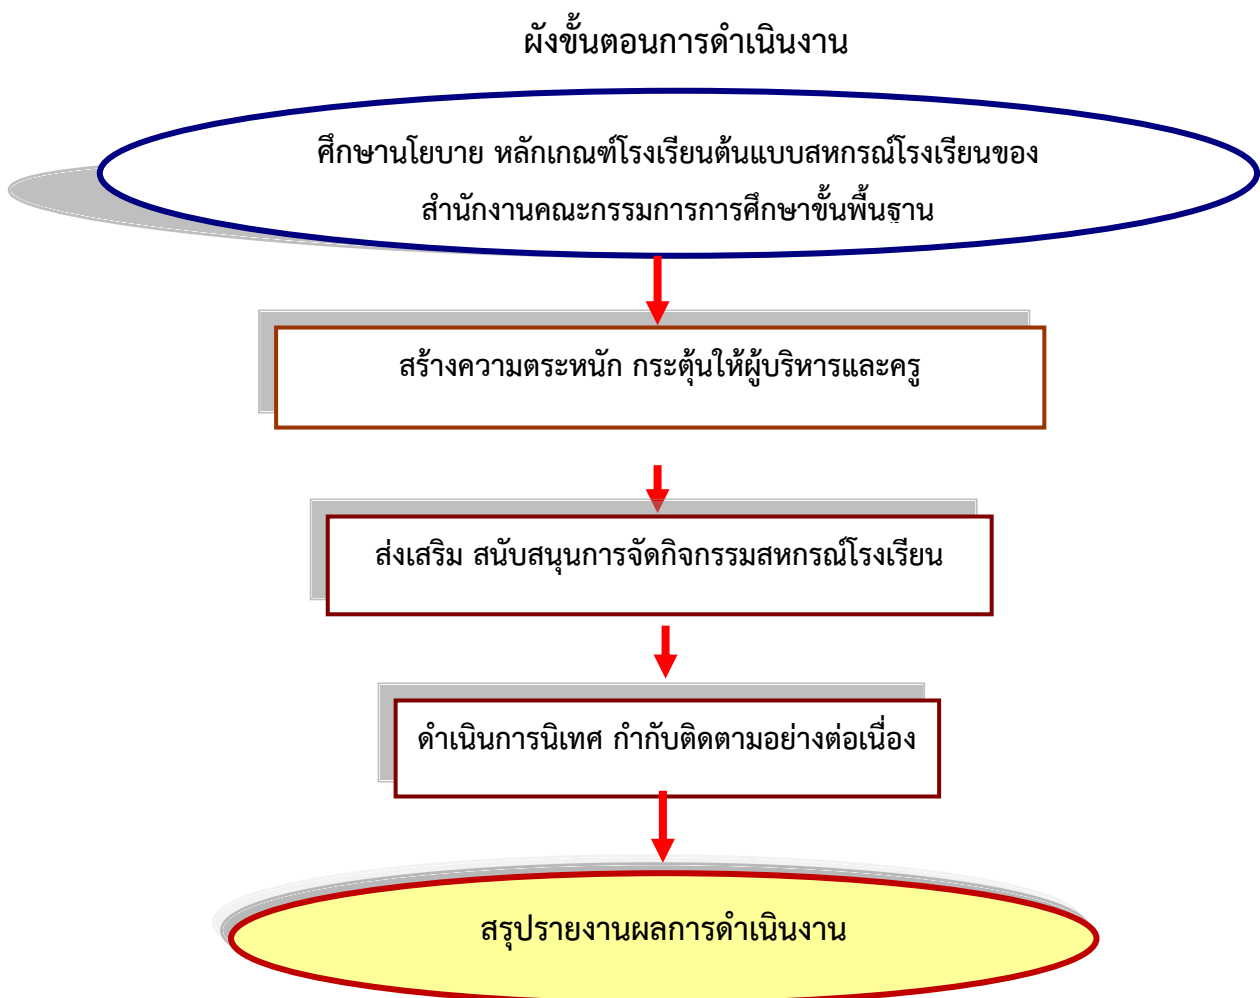 ผังขั้นตอนการดำเนินงาน
ศึกษานโยบาย หลักเกณฑ์โรงเรียนต้นแบบสหกรณ์โรงเรียนของ
สำนักงานคณะกรรมการการศึกษาขั้นพื้นฐาน
สร้างความตระหนัก กระตุ้นให้ผู้บริหารและครู
ส่งเสริม สนับสนุนการจัดกิจกรรมสหกรณ์โรงเรียน
ดำเนินการนิเทศ กำกับติดตามอย่างต่อเนื่อง
สรุปรายงานผลการดำเนินงาน